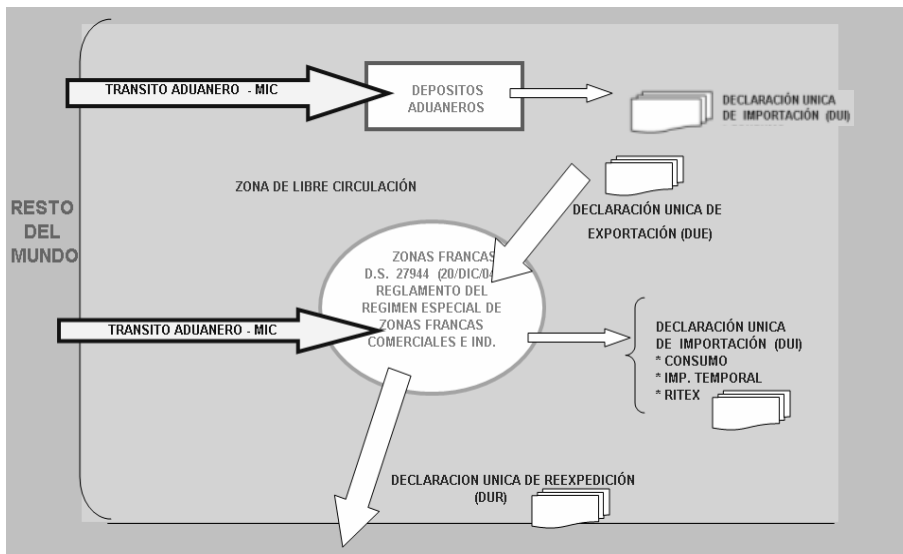 TRANSITO ADUANERO - MIC
DEPOSITOS
ADUANEROS
DECLARACIÓN UNICA
DE IMPORTACIÓN (DUI)
ZONA DE LIBRE CIRCULACIÓN
DECLARACIÓN UNICA DE
EXPORTACIÓN (DUE)
RESTO
DEL
MUNDO
ZONAS FRANCAS
D.S. 27944 (20/DIC/04
REGLAMENTO DEL
REGIMEN ESPECIAL DE
ZONAS FRANCAS
COMERCIALES E IND.
TRANSITO ADUANERO - MIC
DECLARACIÓN UNICA
DE IMPORTACIÓN (DUI)
* CONSUMO
* IMP. TEMPORAL
* RITEX
DECLARACION UNICA DE REEXPEDICIÓN
(DUR)